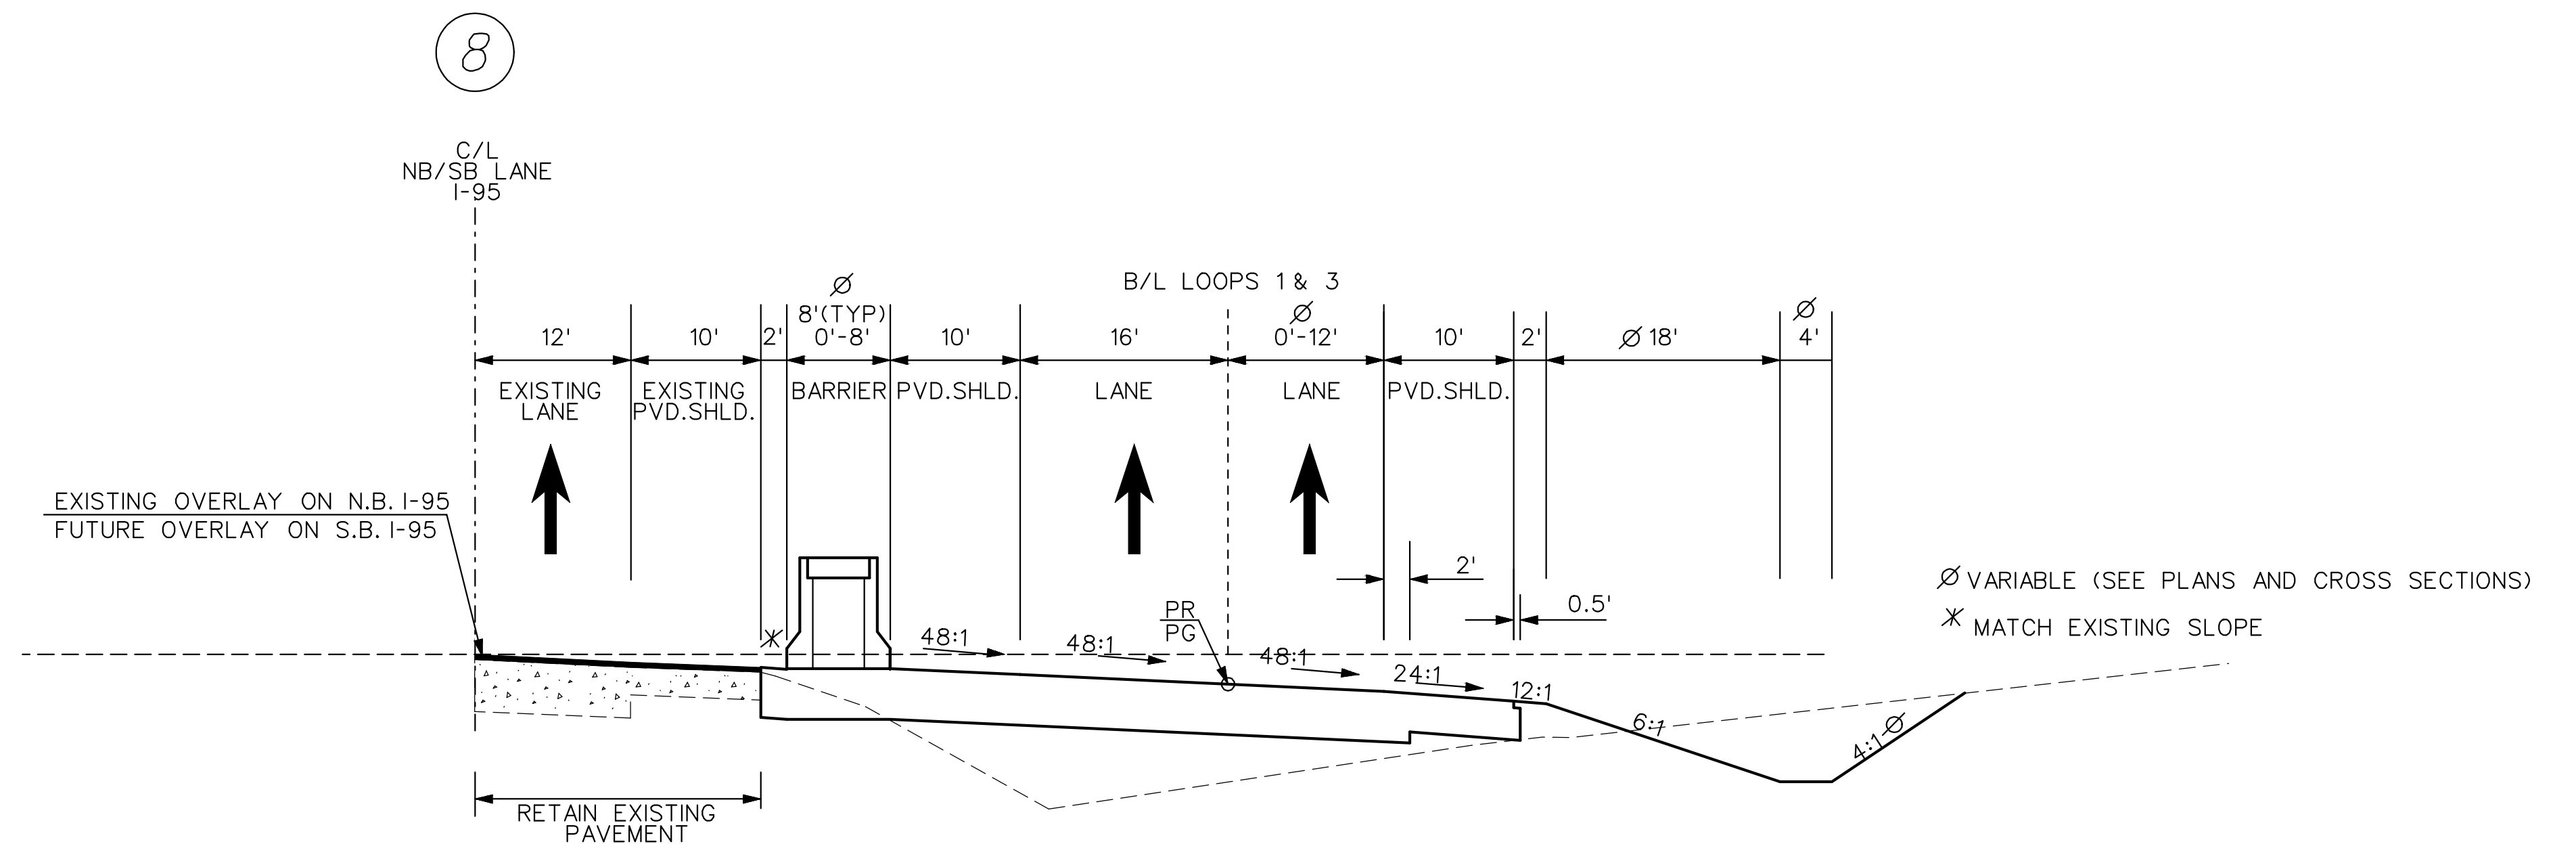 8
C/L
NB/SB LANE
I-95
B/L LOOPS 1 & 3
Ø
8'(TYP)
Ø
Ø
12'
10'
2'
0'-8'
10'
16'
0'-12'
10'
2'
Ø 18'
4'
EXISTING
LANE
EXISTING
PVD.SHLD.
BARRIER
PVD.SHLD.
LANE
LANE
PVD.SHLD.
EXISTING OVERLAY ON N.B. I-95
FUTURE OVERLAY ON S.B. I-95
2'
0.5'
PR
PG
Ø VARIABLE (SEE PLANS AND CROSS SECTIONS)
* MATCH EXISTING SLOPE
*
48:1
48:1
48:1
24:1
12:1
6:1
4:1-Ø
RETAIN EXISTING
PAVEMENT